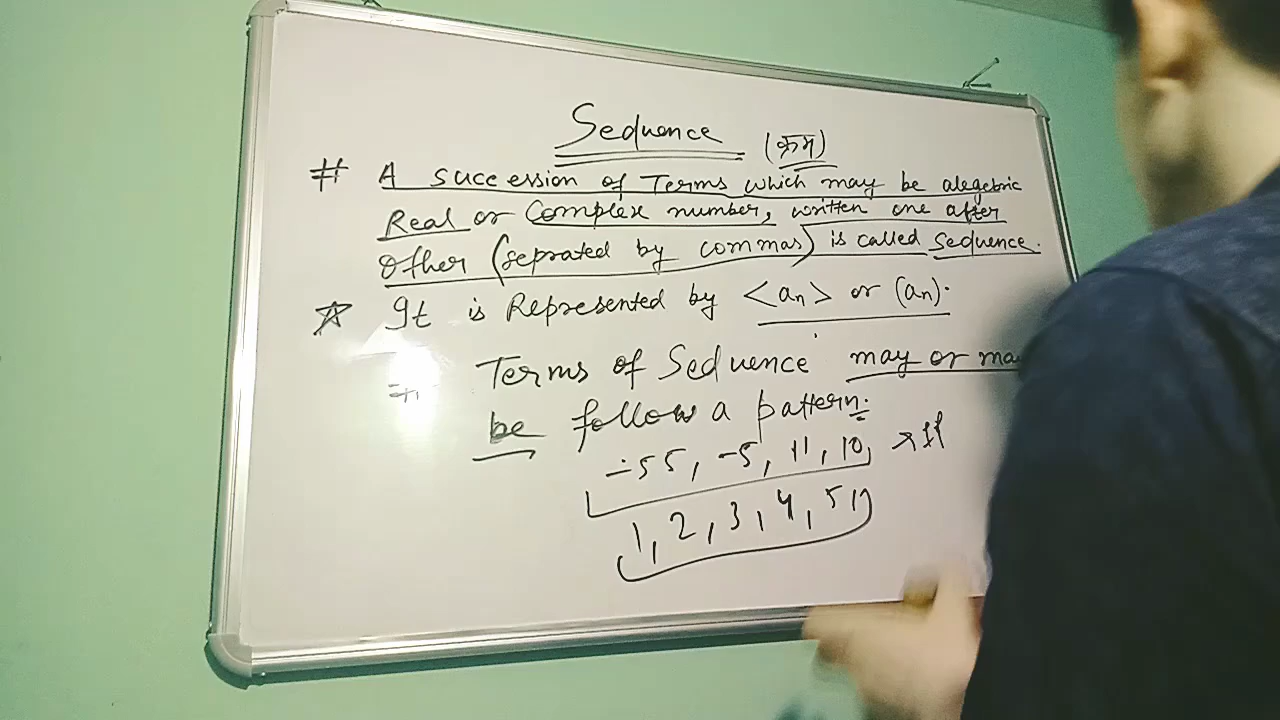 Sequence (क्रम)
# A succession of Terms which may be alegebric
Real or Complex number, written one after
Other (seprated by commas) is called Sequence.
☆ It is Represented by <an> or (an).
Terms of Sequence may or ma
be follow a pattern.
-55, -5, 11, 10,
1, 2, 3, 4, 5,